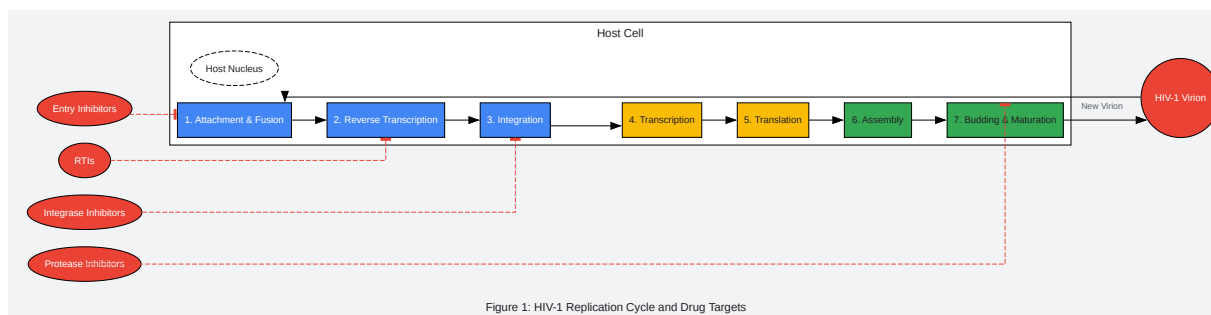 Host Cell
Host Nucleus
Entry Inhibitors
1. Attachment & Fusion
2. Reverse Transcription
3. Integration
4. Transcription
5. Translation
6. Assembly
7. Budding & Maturation
New Virion
HIV-1 Virion
RTIs
Integrase Inhibitors
Protease Inhibitors
Figure 1: HIV-1 Replication Cycle and Drug Targets